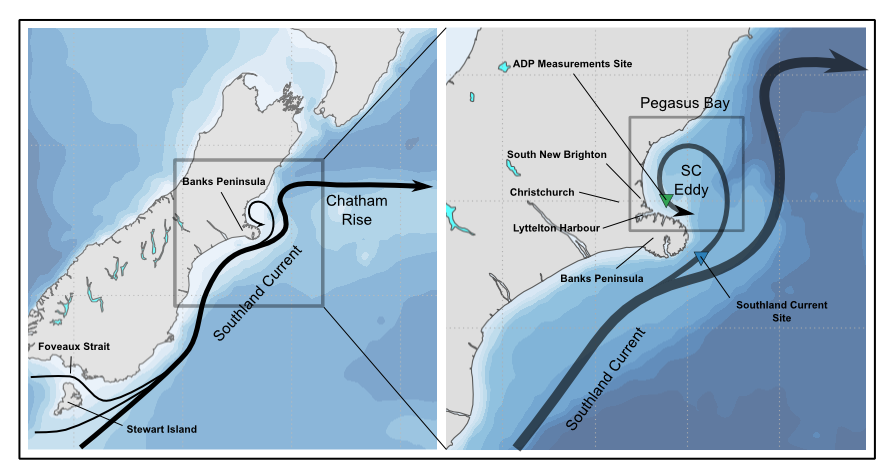 Banks Peninsula
Chatham
Rise
Southland Current
Foveaux Strait
Stewart Island
ADP Measurements Site
Pegasus Bay
South New Brighton
SC
Eddy
Christchurch
Lyttelton Harbour
Banks Peninsula
Southland Current
Site
Southland Current